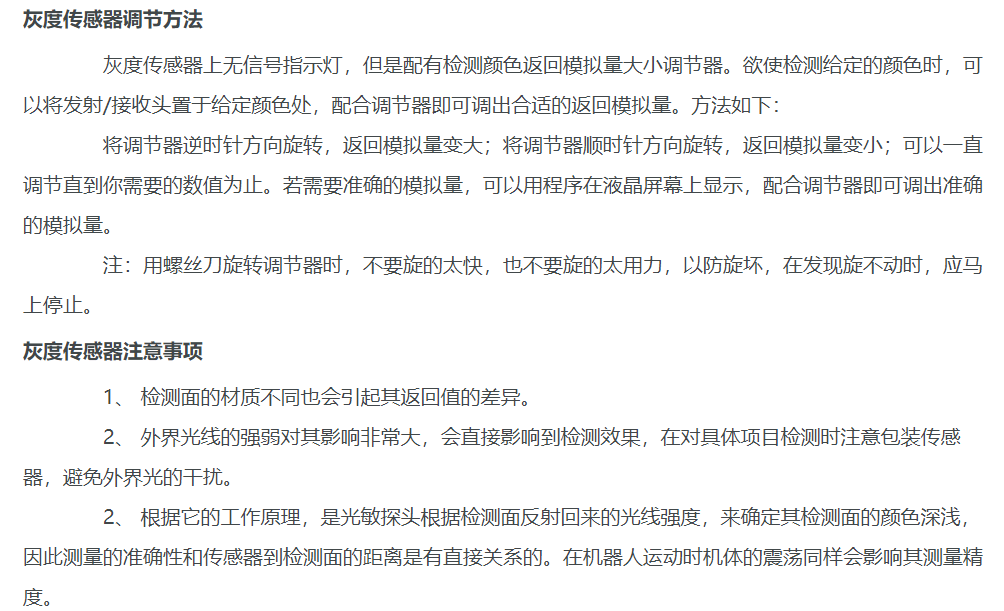 灰度传感器调节方法
灰度传感器上无信号指示灯，但是配有检测颜色返回模拟量大小调节器。欲使检测给定的颜色时，可
以将发射/接收头置于给定颜色处，配合调节器即可调出合适的返回模拟量。方法如下：
将调节器逆时针方向旋转，返回模拟量变大；将调节器顺时针方向旋转，返回模拟量变小；可以一直
调节直到你需要的数值为止。若需要准确的模拟量，可以用程序在液晶屏幕上显示，配合调节器即可调出准确
的模拟量。
注：用螺丝刀旋转调节器时，不要旋的太快，也不要旋的太用力，以防旋坏，在发现旋不动时，应马
上停止。
灰度传感器注意事项
1、 检测面的材质不同也会引起其返回值的差异。
2、 外界光线的强弱对其影响非常大，会直接影响到检测效果，在对具体项目检测时注意包装传感
器，避免外界光的干扰。
2、 根据它的工作原理，是光敏探头根据检测面反射回来的光线强度，来确定其检测面的颜色深浅，
因此测量的准确性和传感器到检测面的距离是有直接关系的。在机器人运动时机体的震荡同样会影响其测量精
度。